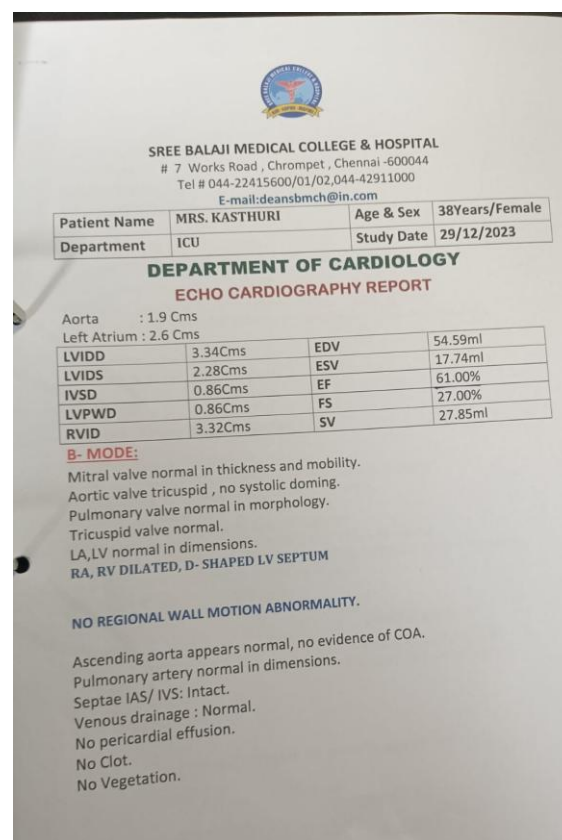 SREE BALAJI MEDICAL COLLEGE & HOSPITAL
# 7 Works Road , Chrompet , Chennai -600044
Tel # 044-22415600/01/02,044-42911000
E-mail:deansbmch@in.com
Patient Name MRS. KASTHURI Age & Sex 38Years/Female
Department ICU Study Date 29/12/2023
DEPARTMENT OF CARDIOLOGY
ECHO CARDIOGRAPHY REPORT
Aorta : 1.9 Cms
Left Atrium : 2.6 Cms
LVIDD 3.34Cms EDV 54.59ml
LVIDS 2.28Cms ESV 17.74ml
IVSD 0.86Cms EF 61.00%
LVPWD 0.86Cms FS 27.00%
RVID 3.32Cms SV 27.85ml
B- MODE:
Mitral valve normal in thickness and mobility.
Aortic valve tricuspid , no systolic doming.
Pulmonary valve normal in morphology.
Tricuspid valve normal.
LA,LV normal in dimensions.
RA, RV DILATED, D- SHAPED LV SEPTUM
NO REGIONAL WALL MOTION ABNORMALITY.
Ascending aorta appears normal, no evidence of COA.
Pulmonary artery normal in dimensions.
Septae IAS/ IVS: Intact.
Venous drainage : Normal.
No pericardial effusion.
No Clot.
No Vegetation.